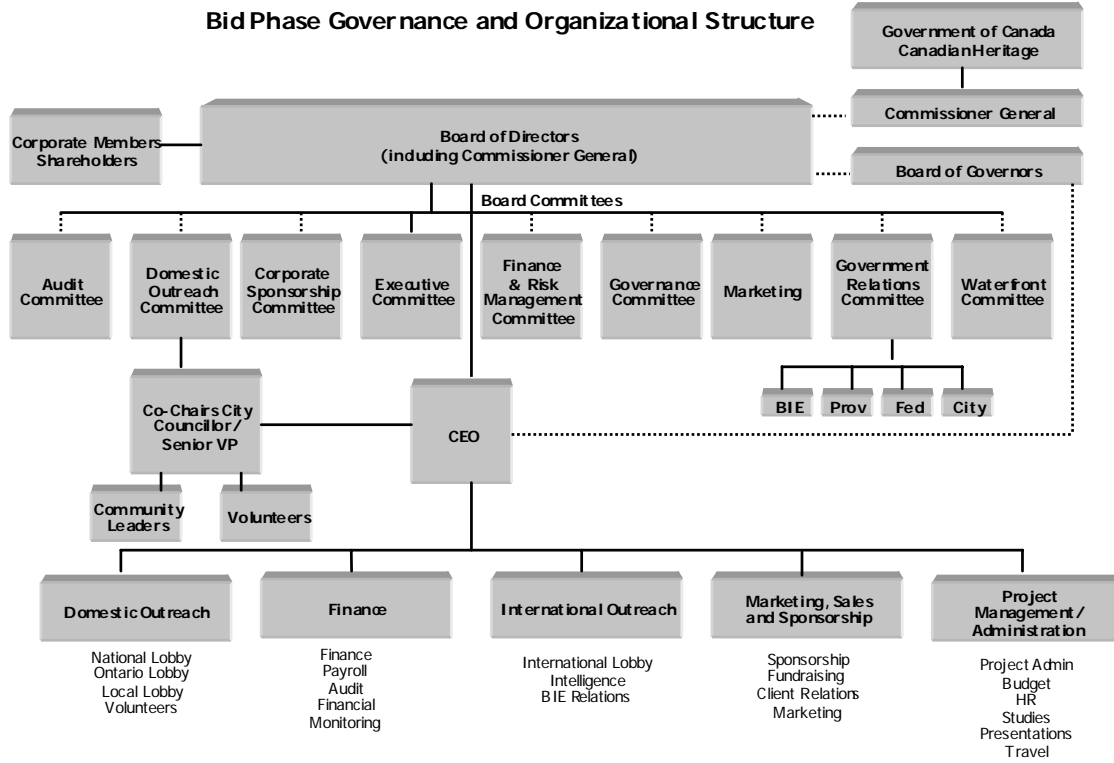 Bid Phase Governance and Organizational Structure
Government of Canada
Canadian Heritage
Commissioner General
Corporate Members
Shareholders
Board of Directors
(including Commissioner General)
Board of Governors
Board Committees
Audit
Committee
Domestic
Outreach
Committee
Corporate
Sponsorship
Committee
Executive
Committee
Finance
& Risk
Management
Committee
Governance
Committee
Marketing
Government
Relations
Committee
Waterfront
Committee
BIE
Prov
Fed
City
Co-Chairs City
Councillor/
Senior VP
CEO
Community
Leaders
Volunteers
Domestic Outreach
Finance
International Outreach
Marketing, Sales
and Sponsorship
Project
Management/
Administration
National Lobby
Ontario Lobby
Local Lobby
Volunteers
Finance
Payroll
Audit
Financial
Monitoring
International Lobby
Intelligence
BIE Relations
Sponsorship
Fundraising
Client Relations
Marketing
Project Admin
Budget
HR
Studies
Presentations
Travel